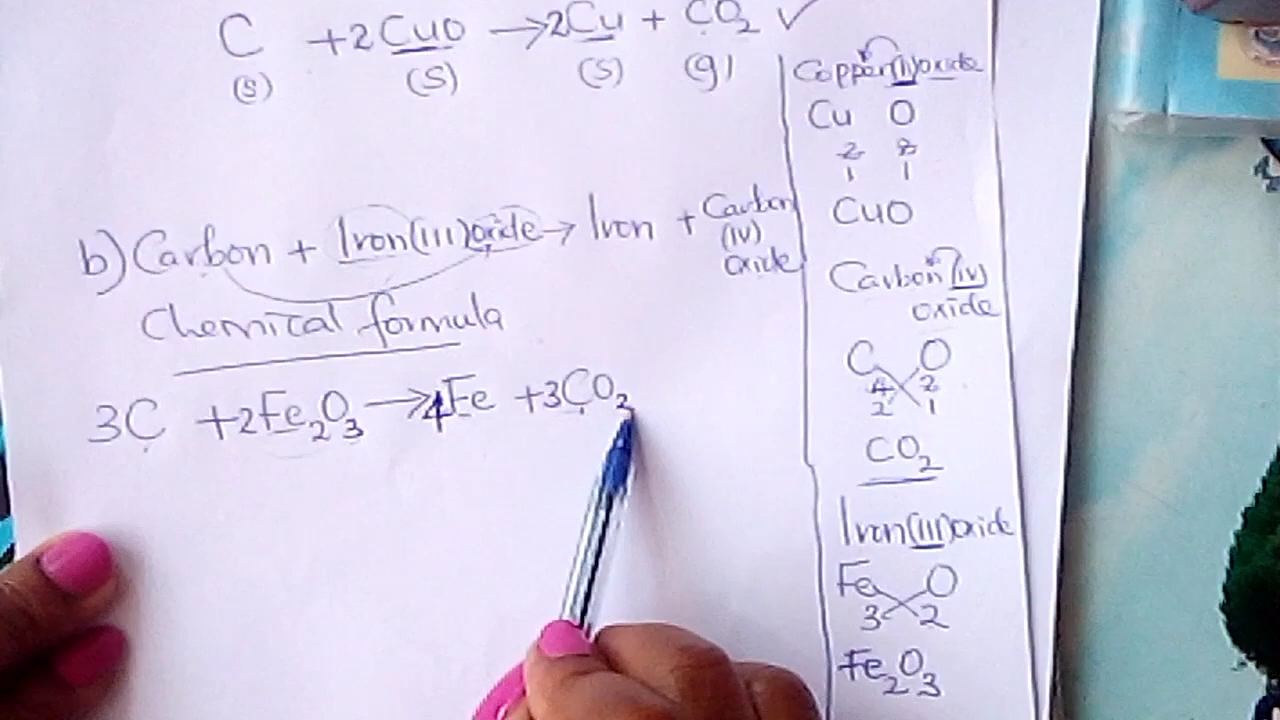 C + 2CuO → 2Cu + CO₂ ✓
(s) (s) (s) (g)
b) Carbon + Iron(III)oxide → Iron + Carbon
(IV)
oxide
Chemical formula
3C + 2Fe₂O₃ → 4Fe + 3CO₂
Copper(II)oxide
Cu O
2 2
1 1
CuO
Carbon (IV)
oxide
C O
4 2
2 1
CO₂
Iron(III)oxide
Fe O
3 2
Fe₂O₃